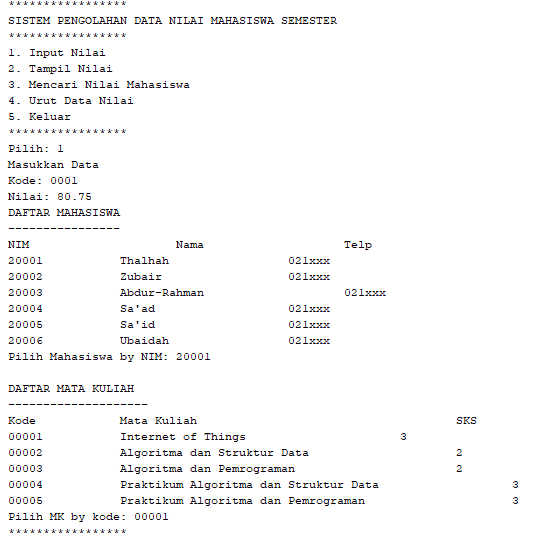 *****************
SISTEM PENGOLAHAN DATA NILAI MAHASISWA SEMESTER
*****************
1. Input Nilai
2. Tampil Nilai
3. Mencari Nilai Mahasiswa
4. Urut Data Nilai
5. Keluar
*****************
Pilih: 1
Masukkan Data
Kode: 0001
Nilai: 80.75
DAFTAR MAHASISWA
----------------
NIM Nama Telp
20001 Thalhah 021xxx
20002 Zubair 021xxx
20003 Abdur-Rahman 021xxx
20004 Sa'ad 021xxx
20005 Sa'id 021xxx
20006 Ubaidah 021xxx
Pilih Mahasiswa by NIM: 20001
DAFTAR MATA KULIAH
--------------------
Kode Mata Kuliah SKS
00001 Internet of Things 3
00002 Algoritma dan Struktur Data 2
00003 Algoritma dan Pemrograman 2
00004 Praktikum Algoritma dan Struktur Data 3
00005 Praktikum Algoritma dan Pemrograman 3
Pilih MK by kode: 00001
*****************